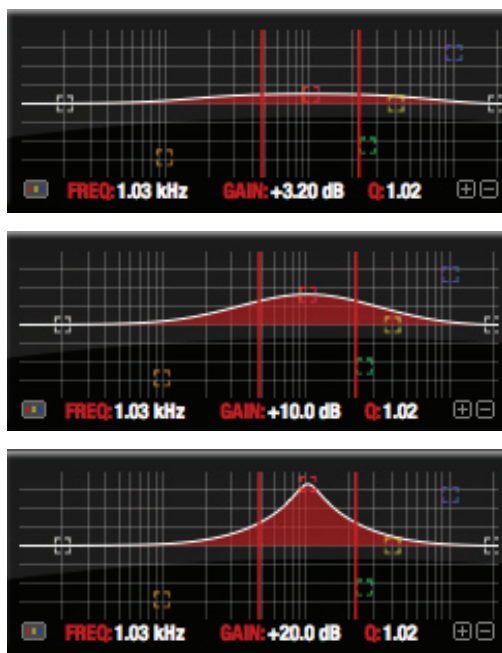 FREQ: 1.03 kHz GAIN: +3.20 dB Q: 1.02
FREQ: 1.03 kHz GAIN: +10.0 dB Q: 1.02
FREQ: 1.03 kHz GAIN: +20.0 dB Q: 1.02